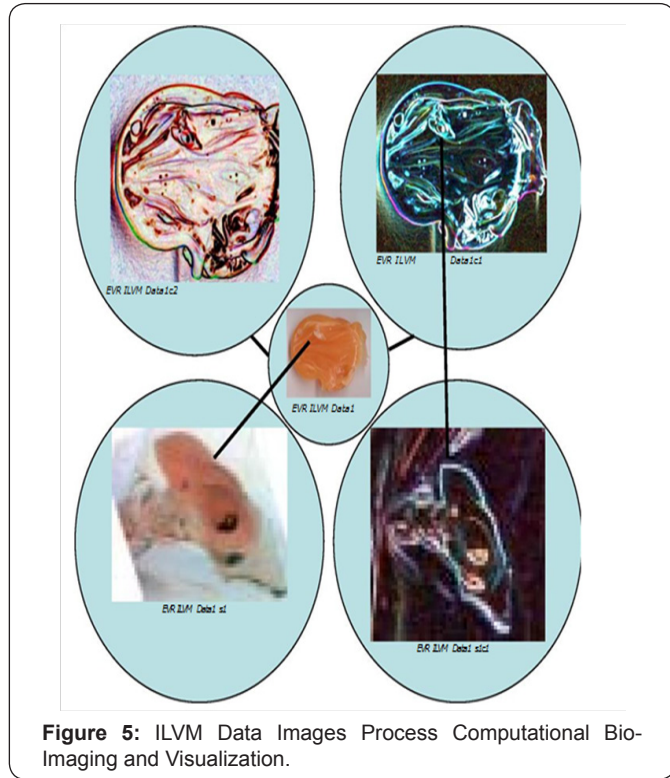 EVR ILVM Data1c2
EVR ILVM Data1c1
EVR ILVM Data1
EVR ILVM Data1 s1
EVR ILVM Data1 s1c1
Figure 5: ILVM Data Images Process Computational Bio-
Imaging and Visualization.